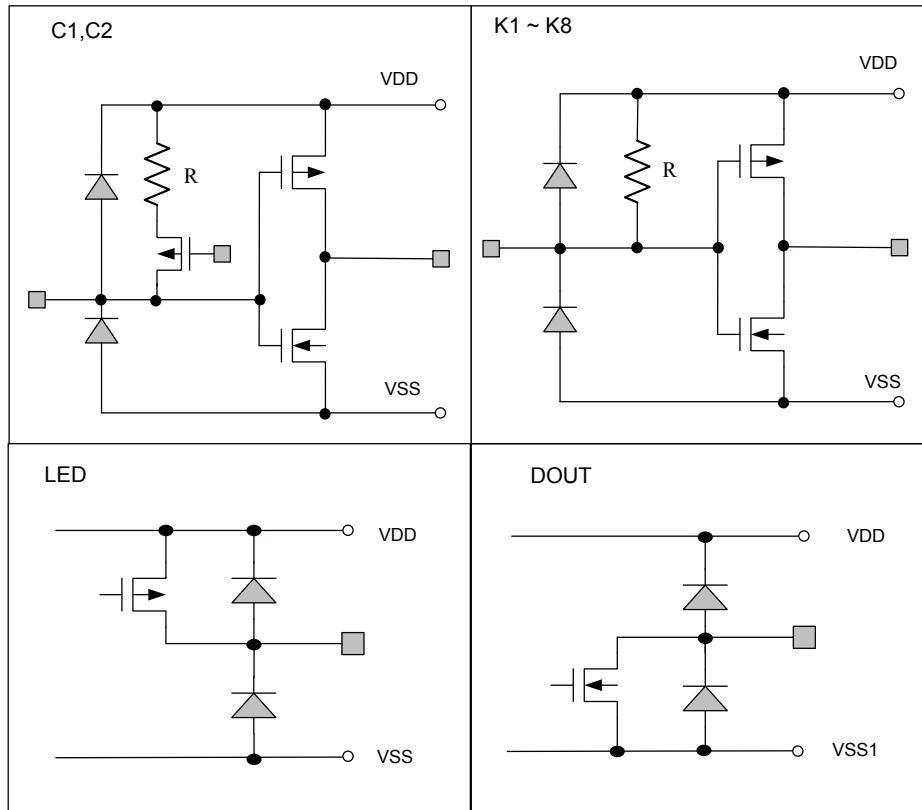 C1,C2
VDD
R
VSS
K1 ~ K8
VDD
R
VSS
LED
VDD
VSS
DOUT
VDD
VSS1